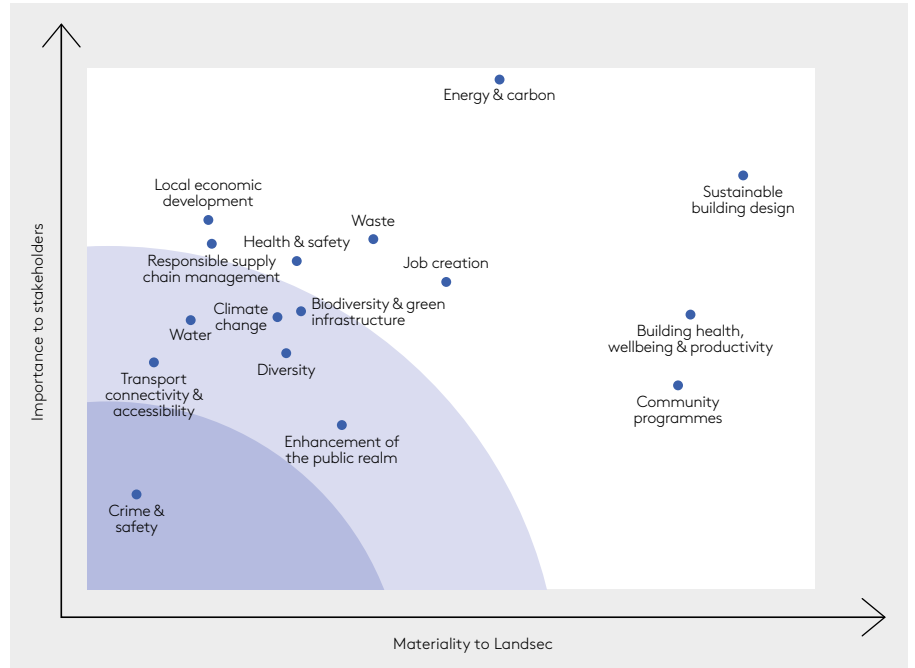 Energy & carbon
Sustainable
building design
Local economic
development
Waste
Health & safety
Responsible supply
chain management
Job creation
Biodiversity & green
infrastructure
Climate
change
Water
Building health,
wellbeing & productivity
Diversity
Transport
connectivity &
accessibility
Community
programmes
Enhancement of
the public realm
Crime &
safety
Importance to stakeholders
Materiality to Landsec